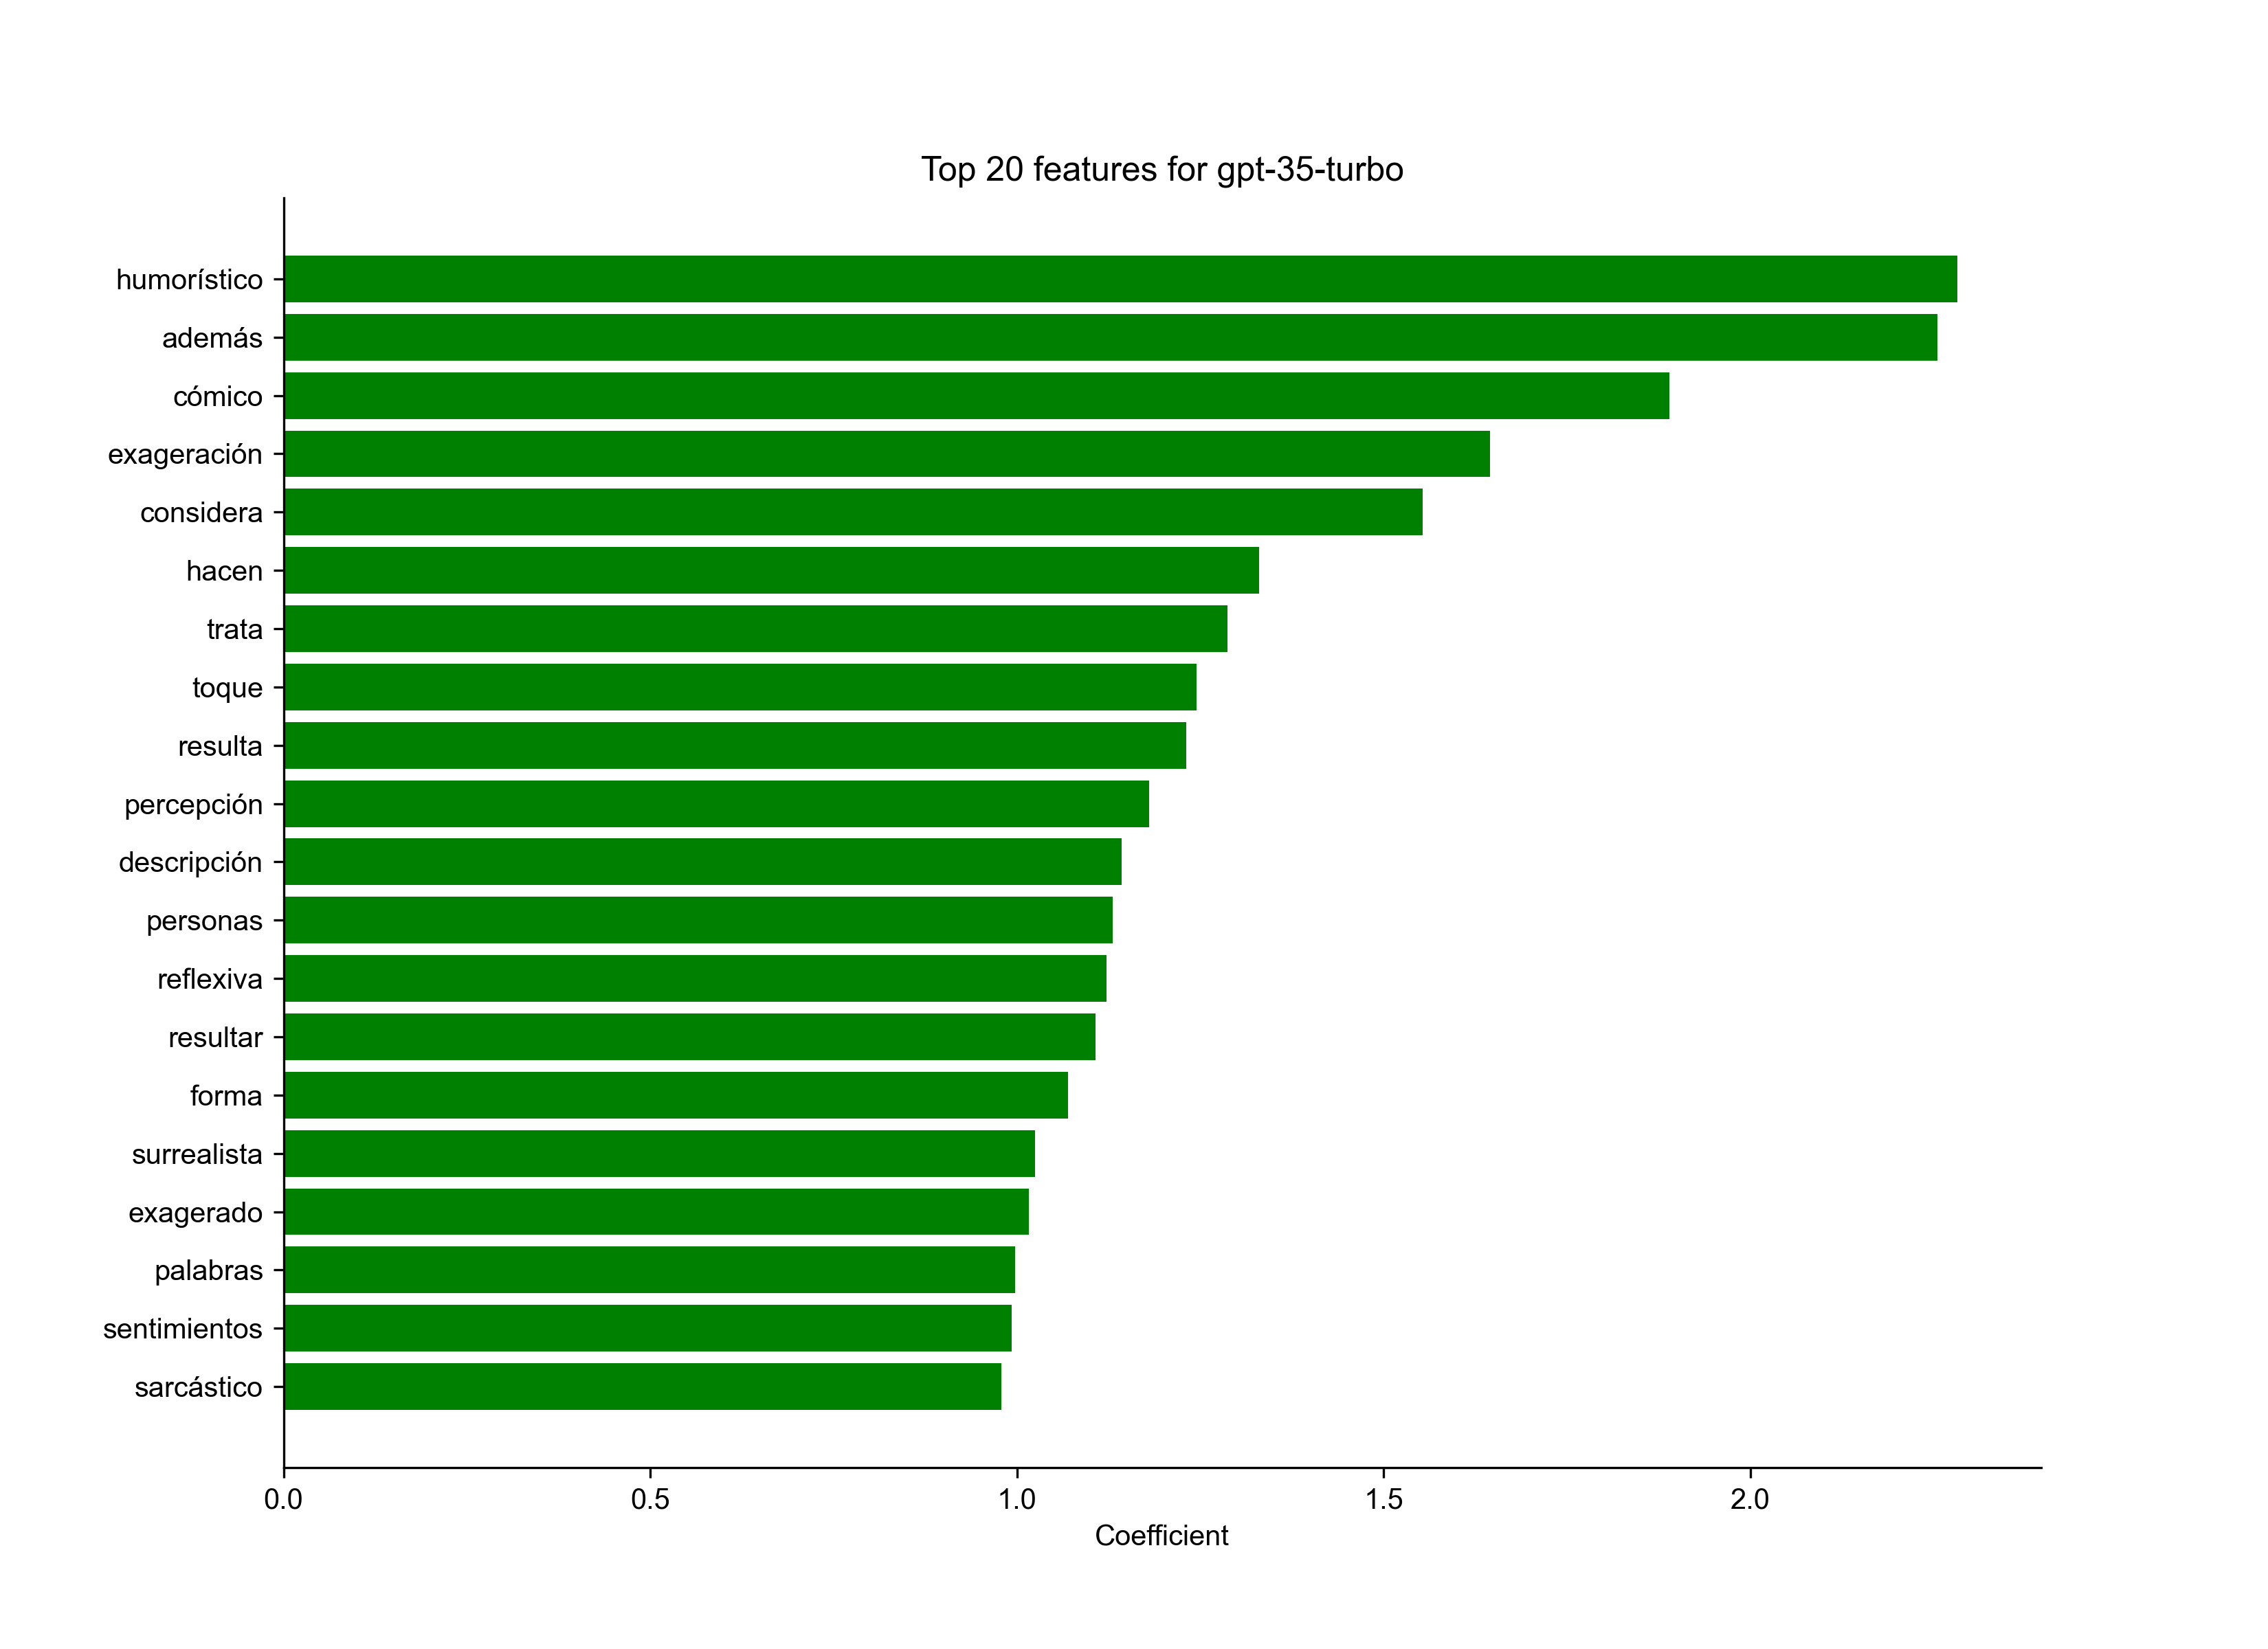 Top 20 features for gpt-35-turbo
humorístico
además
cómico
exageración
considera
hacen
trata
toque
resulta
percepción
descripción
personas
reflexiva
resultar
forma
surrealista
exagerado
palabras
sentimientos
sarcástico
0.0 0.5 1.0 1.5 2.0
Coefficient